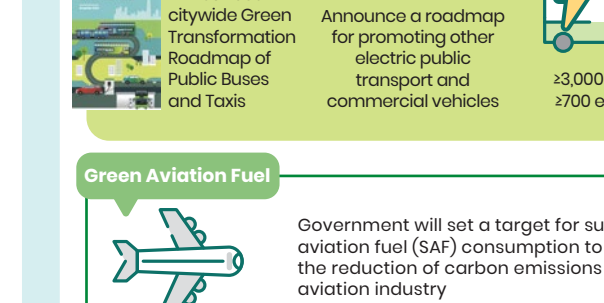 citywide Green
Transformation
Roadmap of
Public Buses
and Taxis
Announce a roadmap
for promoting other
electric public
transport and
commercial vehicles
≥3,000
≥700 e
Green Aviation Fuel
Government will set a target for su
aviation fuel (SAF) consumption to
the reduction of carbon emissions
aviation industry